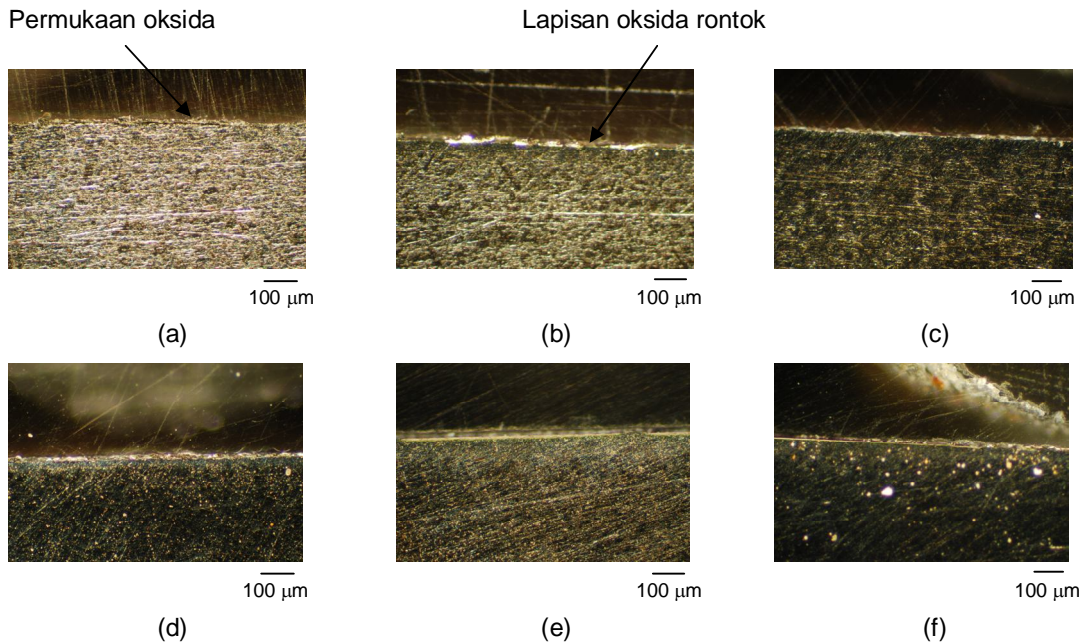 Permukaan oksida
Lapisan oksida rontok
100 μm
100 μm
100 μm
(a)
(b)
(c)
100 μm
100 μm
100 μm
(d)
(e)
(f)